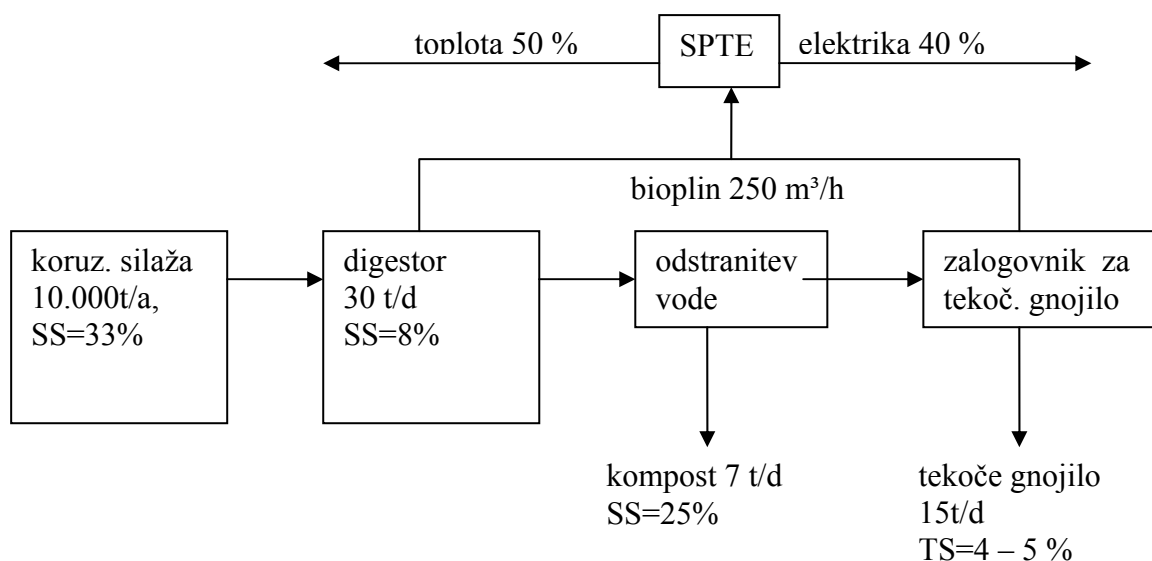 toplota 50 %
SPTE
elektrika 40 %
bioplin 250 m³/h
koruz. silaža
10.000t/a,
SS=33%
digestor
30 t/d
SS=8%
odstranitev
vode
zalogovnik za
tekoč. gnojilo
kompost 7 t/d
SS=25%
tekoče gnojilo
15t/d
TS=4 – 5 %